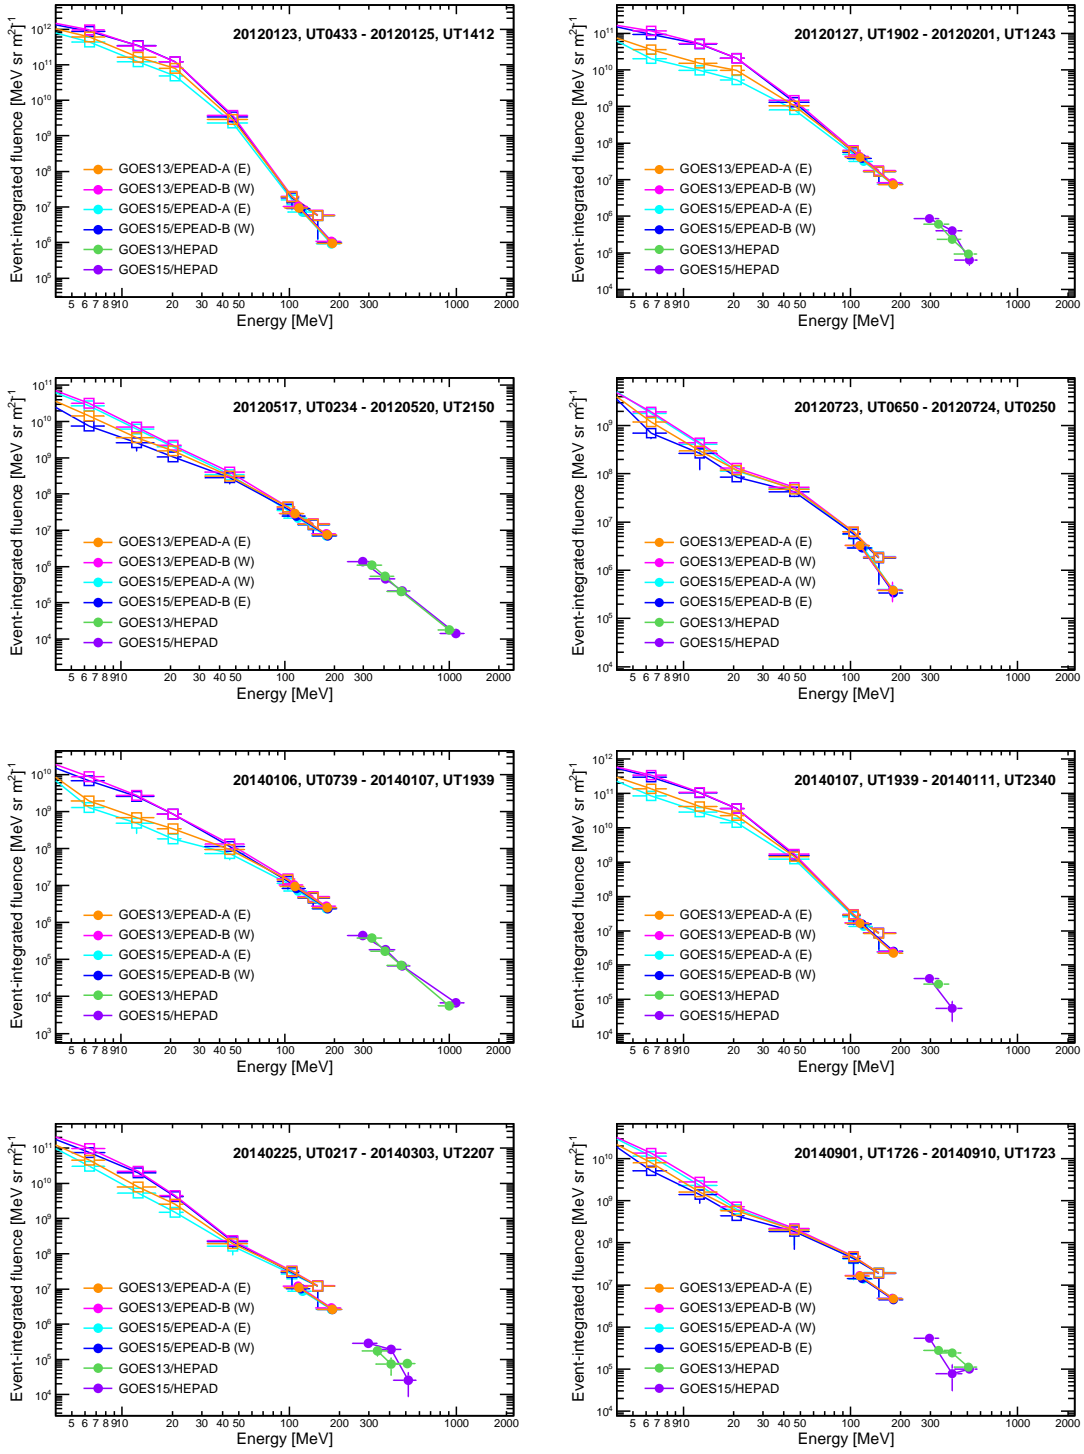 20120123, UT0433 - 20120125, UT1412
Event-integrated fluence [MeV sr m²]⁻¹
10¹²
10¹¹
10¹⁰
10⁹
10⁸
10⁷
10⁶
10⁵
GOES13/EPEAD-A (E)
GOES13/EPEAD-B (W)
GOES15/EPEAD-A (E)
GOES15/EPEAD-B (W)
GOES13/HEPAD
GOES15/HEPAD
5 6 7 8 910 20 30 40 50 100 200 300 1000 2000
Energy [MeV]
20120127, UT1902 - 20120201, UT1243
Event-integrated fluence [MeV sr m²]⁻¹
10¹¹
10¹⁰
10⁹
10⁸
10⁷
10⁶
10⁵
10⁴
GOES13/EPEAD-A (E)
GOES13/EPEAD-B (W)
GOES15/EPEAD-A (E)
GOES15/EPEAD-B (W)
GOES13/HEPAD
GOES15/HEPAD
5 6 7 8 910 20 30 40 50 100 200 300 1000 2000
Energy [MeV]
20120517, UT0234 - 20120520, UT2150
Event-integrated fluence [MeV sr m²]⁻¹
10¹¹
10¹⁰
10⁹
10⁸
10⁷
10⁶
10⁵
10⁴
GOES13/EPEAD-A (E)
GOES13/EPEAD-B (W)
GOES15/EPEAD-A (W)
GOES15/EPEAD-B (E)
GOES13/HEPAD
GOES15/HEPAD
5 6 7 8 910 20 30 40 50 100 200 300 1000 2000
Energy [MeV]
20120723, UT0650 - 20120724, UT0250
Event-integrated fluence [MeV sr m²]⁻¹
10⁹
10⁸
10⁷
10⁶
10⁵
10⁴
GOES13/EPEAD-A (E)
GOES13/EPEAD-B (W)
GOES15/EPEAD-A (W)
GOES15/EPEAD-B (E)
GOES13/HEPAD
GOES15/HEPAD
5 6 7 8 910 20 30 40 50 100 200 300 1000 2000
Energy [MeV]
20140106, UT0739 - 20140107, UT1939
Event-integrated fluence [MeV sr m²]⁻¹
10¹⁰
10⁹
10⁸
10⁷
10⁶
10⁵
10⁴
10³
GOES13/EPEAD-A (E)
GOES13/EPEAD-B (W)
GOES15/EPEAD-A (E)
GOES15/EPEAD-B (W)
GOES13/HEPAD
GOES15/HEPAD
5 6 7 8 910 20 30 40 50 100 200 300 1000 2000
Energy [MeV]
20140107, UT1939 - 20140111, UT2340
Event-integrated fluence [MeV sr m²]⁻¹
10¹²
10¹¹
10¹⁰
10⁹
10⁸
10⁷
10⁶
10⁵
10⁴
GOES13/EPEAD-A (E)
GOES13/EPEAD-B (W)
GOES15/EPEAD-A (E)
GOES15/EPEAD-B (W)
GOES13/HEPAD
GOES15/HEPAD
5 6 7 8 910 20 30 40 50 100 200 300 1000 2000
Energy [MeV]
20140225, UT0217 - 20140303, UT2207
Event-integrated fluence [MeV sr m²]⁻¹
10¹¹
10¹⁰
10⁹
10⁸
10⁷
10⁶
10⁵
10⁴
GOES13/EPEAD-A (E)
GOES13/EPEAD-B (W)
GOES15/EPEAD-A (E)
GOES15/EPEAD-B (W)
GOES13/HEPAD
GOES15/HEPAD
5 6 7 8 910 20 30 40 50 100 200 300 1000 2000
Energy [MeV]
20140901, UT1726 - 20140910, UT1723
Event-integrated fluence [MeV sr m²]⁻¹
10¹⁰
10⁹
10⁸
10⁷
10⁶
10⁵
10⁴
GOES13/EPEAD-A (E)
GOES13/EPEAD-B (W)
GOES15/EPEAD-A (W)
GOES15/EPEAD-B (E)
GOES13/HEPAD
GOES15/HEPAD
5 6 7 8 910 20 30 40 50 100 200 300 1000 2000
Energy [MeV]